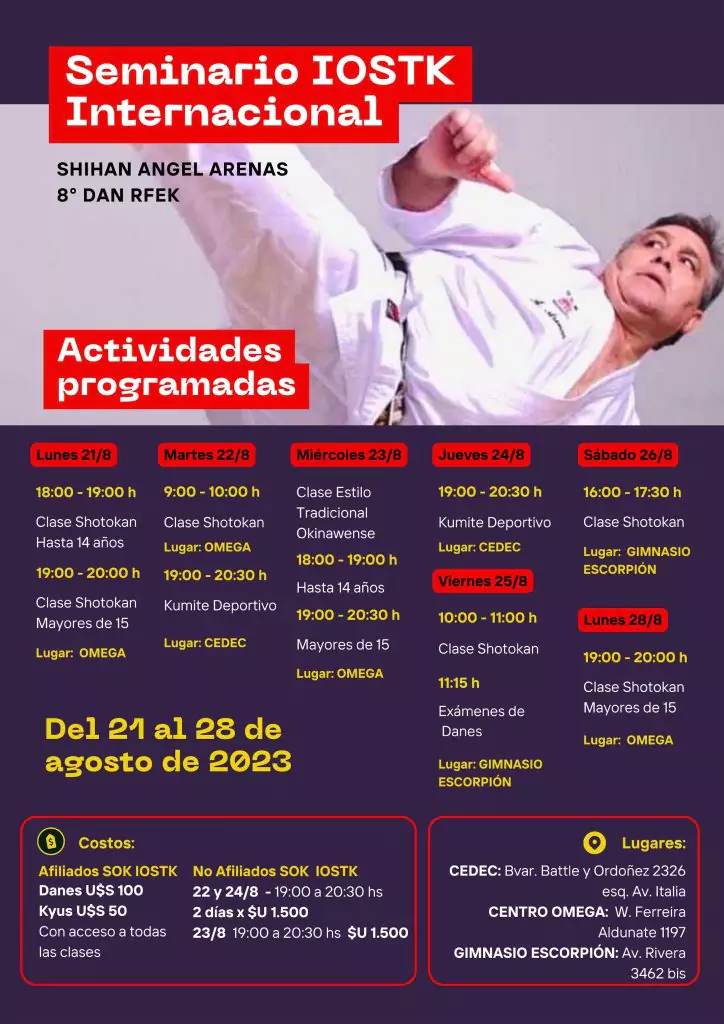 Seminario IOSTK
Internacional
SHIHAN ANGEL ARENAS
8° DAN RFEK
Actividades
programadas
Lunes 21/8
18:00 - 19:00 h
Clase Shotokan
Hasta 14 años
19:00 - 20:00 h
Clase Shotokan
Mayores de 15
Lugar: OMEGA
Martes 22/8
9:00 - 10:00 h
Clase Shotokan
Lugar: OMEGA
19:00 - 20:30 h
Kumite Deportivo
Lugar: CEDEC
Miércoles 23/8
Clase Estilo
Tradicional
Okinawense
18:00 - 19:00 h
Hasta 14 años
19:00 - 20:30 h
Mayores de 15
Lugar: OMEGA
Jueves 24/8
19:00 - 20:30 h
Kumite Deportivo
Lugar: CEDEC
Viernes 25/8
10:00 - 11:00 h
Clase Shotokan
11:15 h
Exámenes de
Danes
Lugar: GIMNASIO
ESCORPIÓN
Sábado 26/8
16:00 - 17:30 h
Clase Shotokan
Lugar: GIMNASIO
ESCORPIÓN
Lunes 28/8
19:00 - 20:00 h
Clase Shotokan
Mayores de 15
Lugar: OMEGA
Del 21 al 28 de
agosto de 2023
Costos:
Afiliados SOK IOSTK
Danes U$S 100
Kyus U$S 50
Con acceso a todas
las clases
No Afiliados SOK IOSTK
22 y 24/8 - 19:00 a 20:30 hs
2 días x $U 1.500
23/8 19:00 a 20:30 hs $U 1.500
Lugares:
CEDEC: Bvar. Battle y Ordoñez 2326
esq. Av. Italia
CENTRO OMEGA: W. Ferreira
Aldunate 1197
GIMNASIO ESCORPIÓN: Av. Rivera
3462 bis